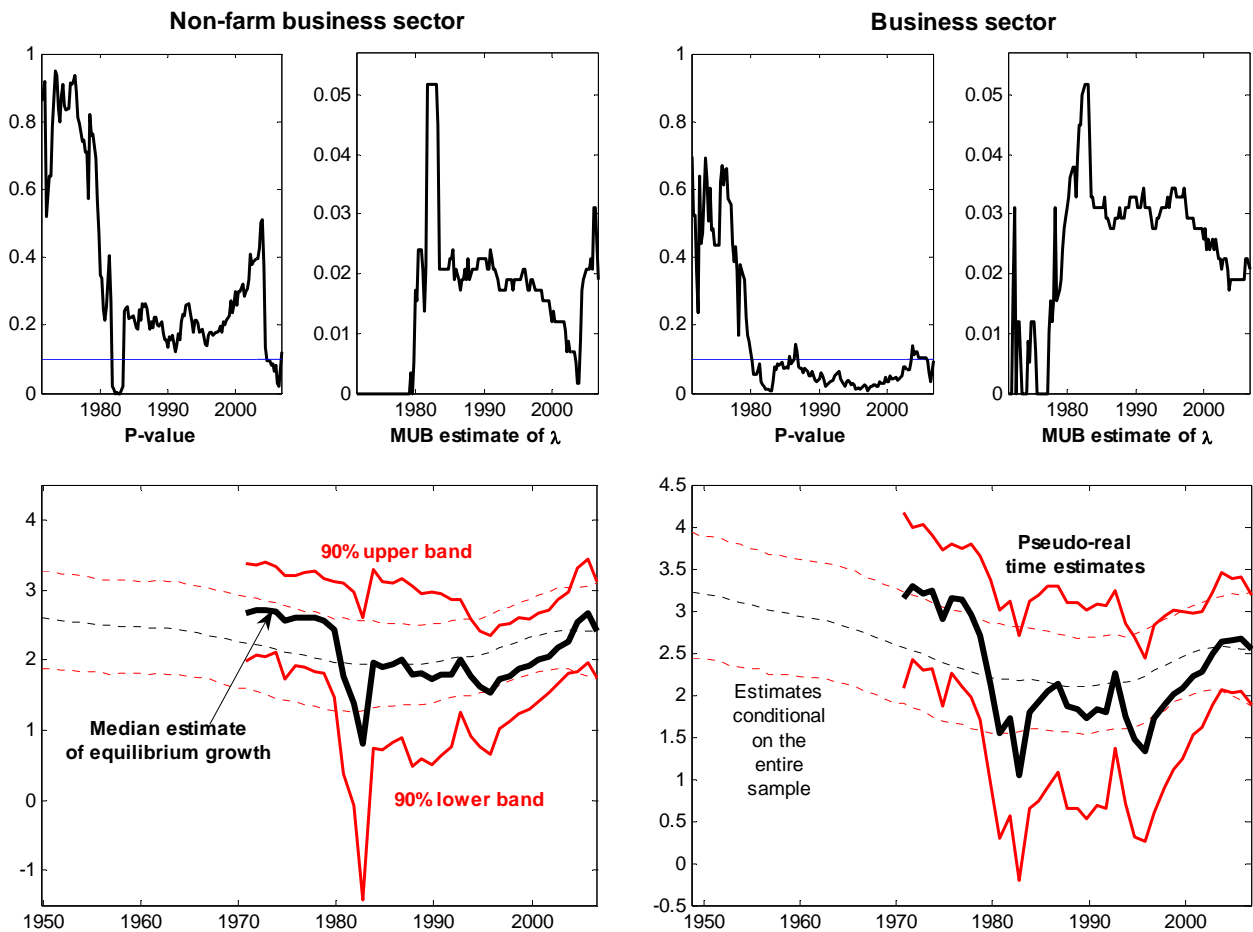 Non-farm business sector
Business sector
1
0.8
0.6
0.4
0.2
0
1980 1990 2000
P-value
0.05
0.04
0.03
0.02
0.01
0
1980 1990 2000
MUB estimate of λ
1
0.8
0.6
0.4
0.2
0
1980 1990 2000
P-value
0.05
0.04
0.03
0.02
0.01
0
1980 1990 2000
MUB estimate of λ
4
3
2
1
0
-1
1950 1960 1970 1980 1990 2000
90% upper band
Median estimate
of equilibrium growth
90% lower band
4.5
4
3.5
3
2.5
2
1.5
1
0.5
0
-0.5
1950 1960 1970 1980 1990 2000
Pseudo-real
time estimates
Estimates
conditional
on the
entire
sample